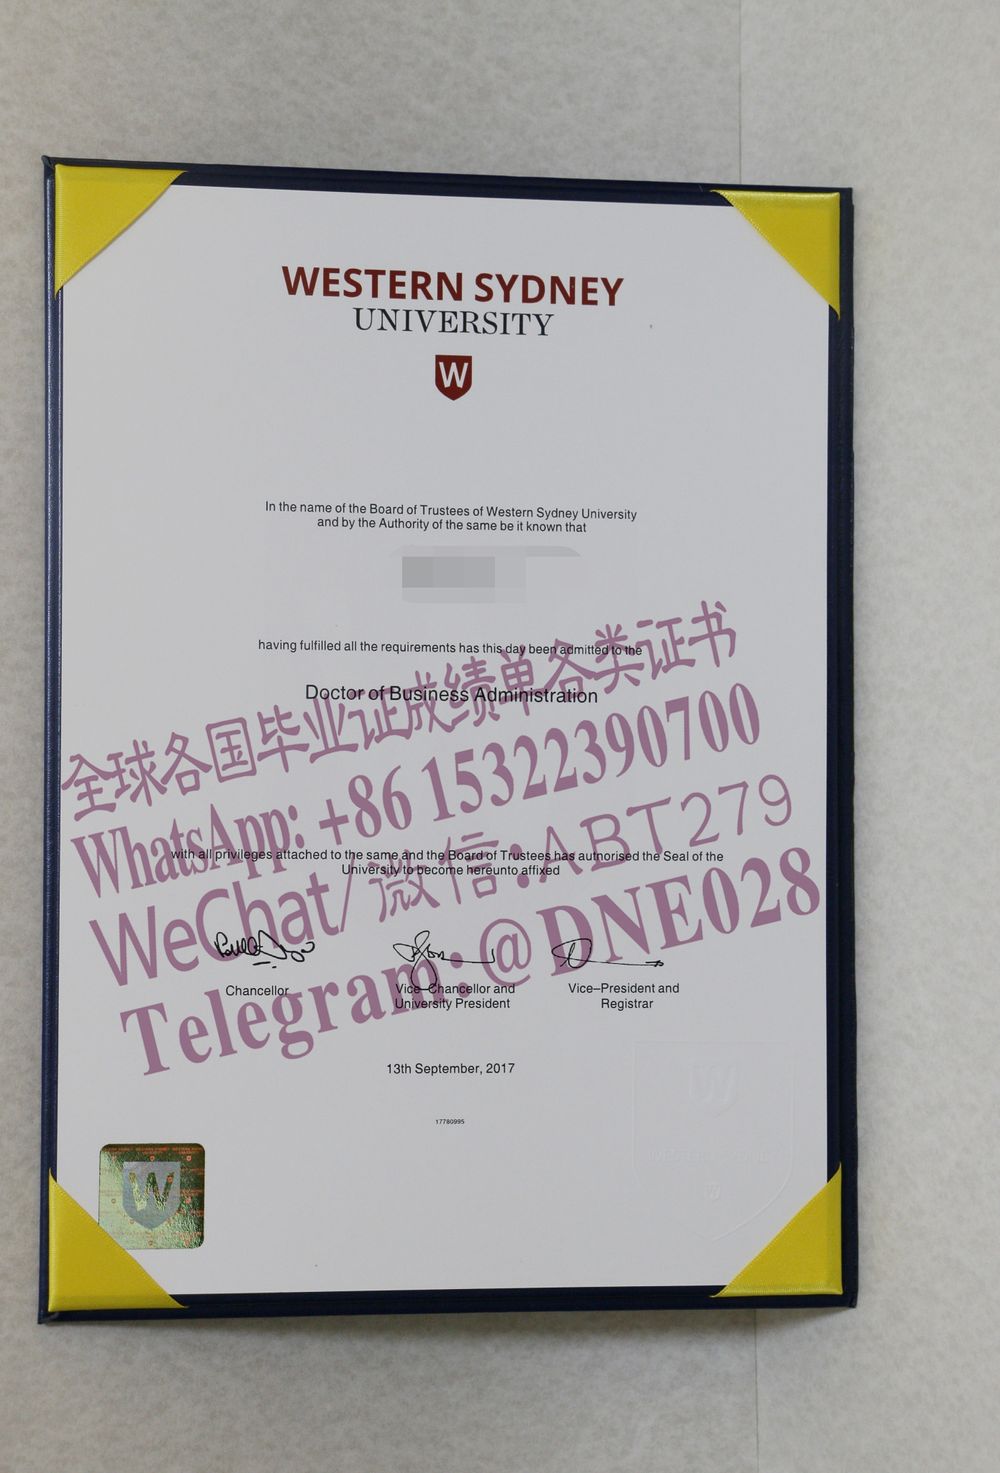 WESTERN SYDNEY
UNIVERSITY
W
In the name of the Board of Trustees of Western Sydney University
and by the Authority of the same be it known that
having fulfilled all the requirements has this day been admitted to the
Doctor of Business Administration
全球各国毕业证成绩单各类证书
WhatsApp: +86 15322390700
with all privileges attached to the same and the Board of Trustees has autnorised the Seal of the
University to become hereunto affixed
WeChat/微信:ABT279
Telegram:@DNE028
Chancellor
Vice–Chancellor and
University President
Vice–President and
Registrar
13th September, 2017
17780995
W
W
W